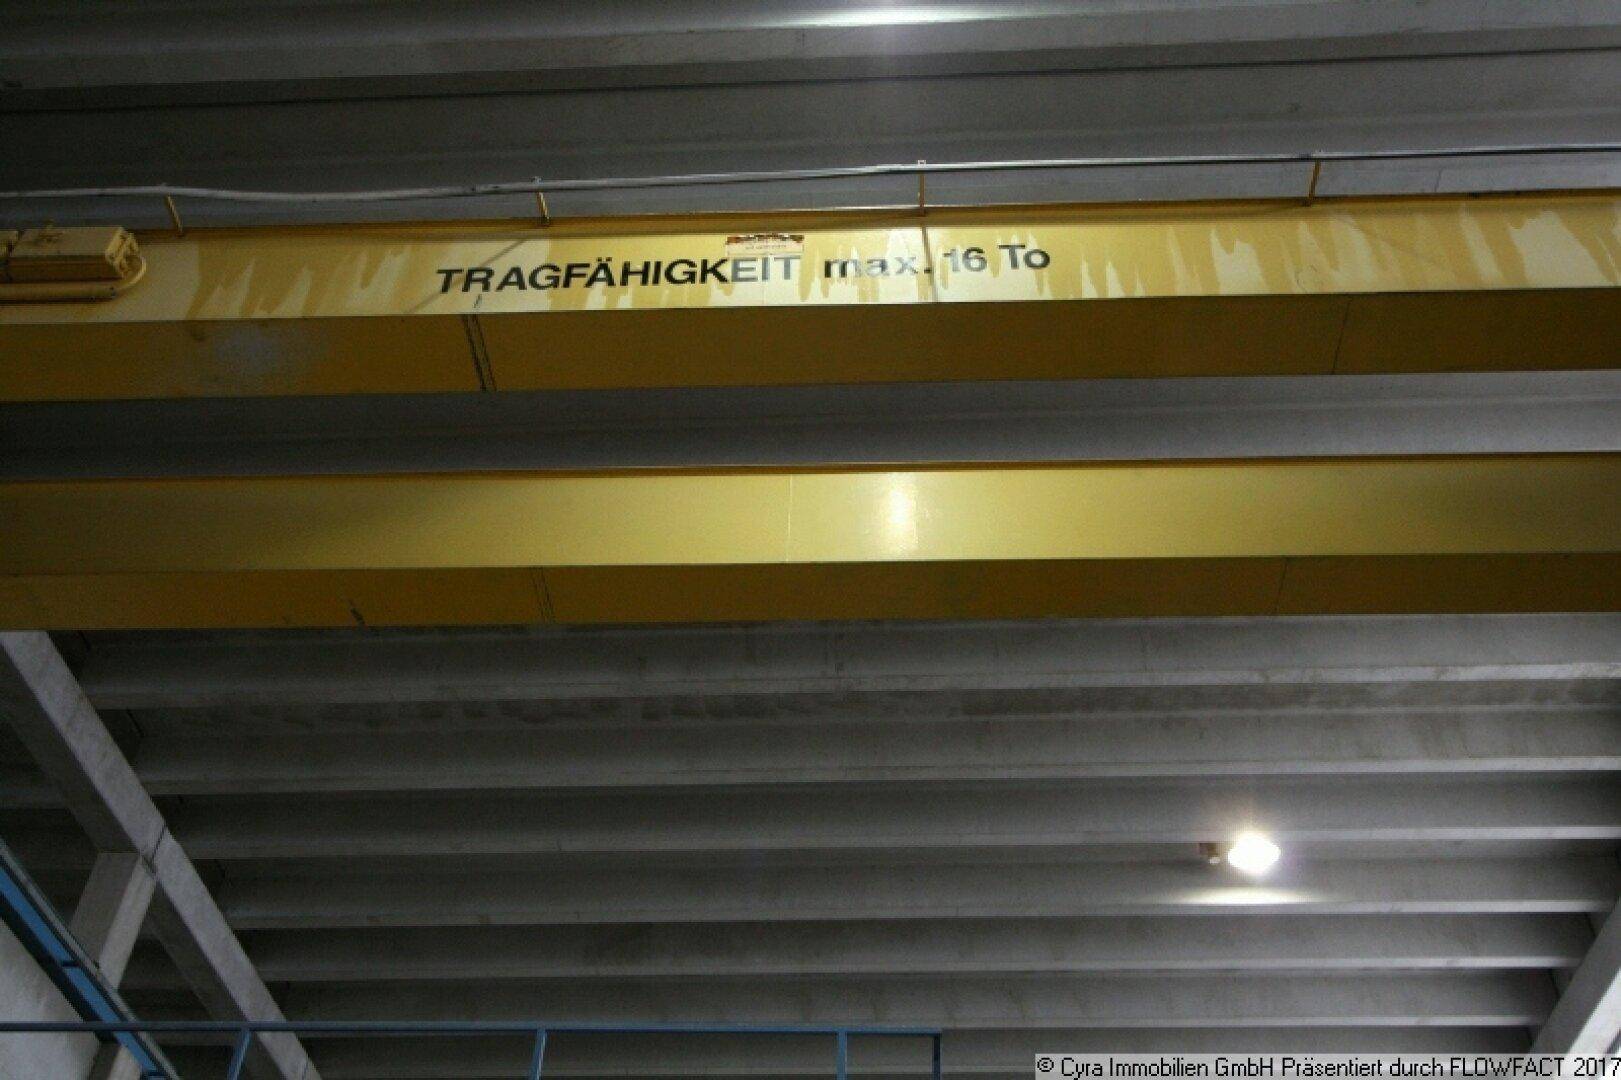 TRAGFÄHIGKEIT max. 16 To
© Cyra Immobilien GmbH Präsentiert durch FLOWFACT 2017